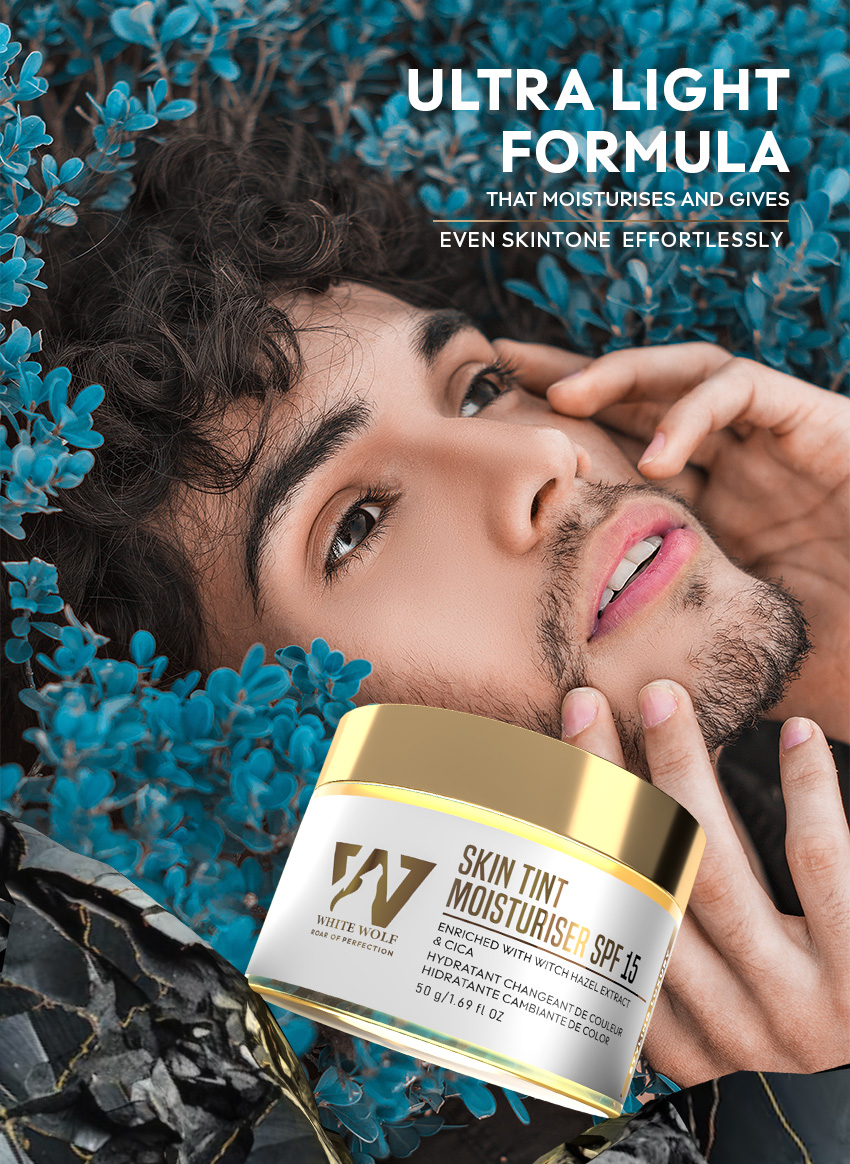 ULTRA LIGHT
FORMULA
THAT MOISTURISES AND GIVES
EVEN SKINTONE EFFORTLESSLY
WHITE WOLF
ROAR OF PERFECTION
SKIN TINT
MOISTURISER SPF 15
ENRICHED WITH WITCH HAZEL EXTRACT
& CICA
HYDRATANT CHANGEANT DE COULEUR
HIDRATANTE CAMBIANTE DE COLOR
50 g/1.69 fl OZ